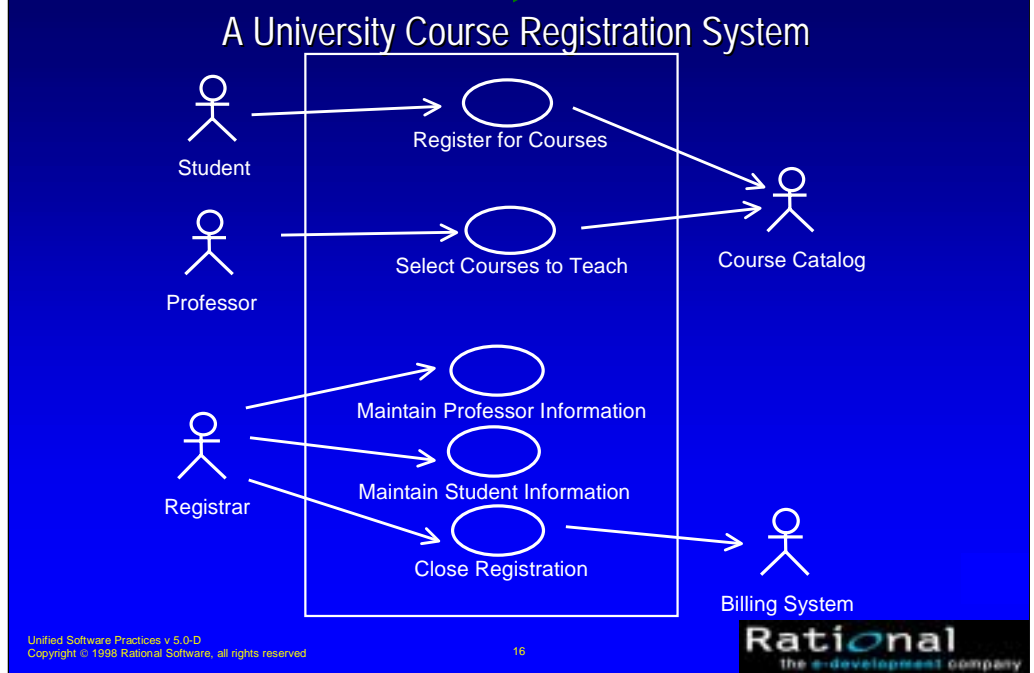 A University Course Registration System
Register for Courses
Student
Select Courses to Teach
Course Catalog
Professor
Maintain Professor Information
Maintain Student Information
Registrar
Close Registration
Billing System
Unified Software Practices v 5.0-D
Copyright © 1998 Rational Software, all rights reserved
16
Rational
the e-development company